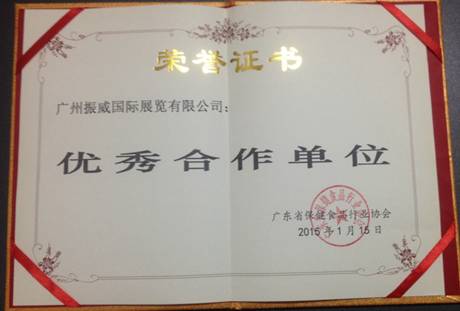 荣誉证书
广州振威国际展览有限公司：
优秀合作单位
广东省保健食品行业协会
2015年1月15日